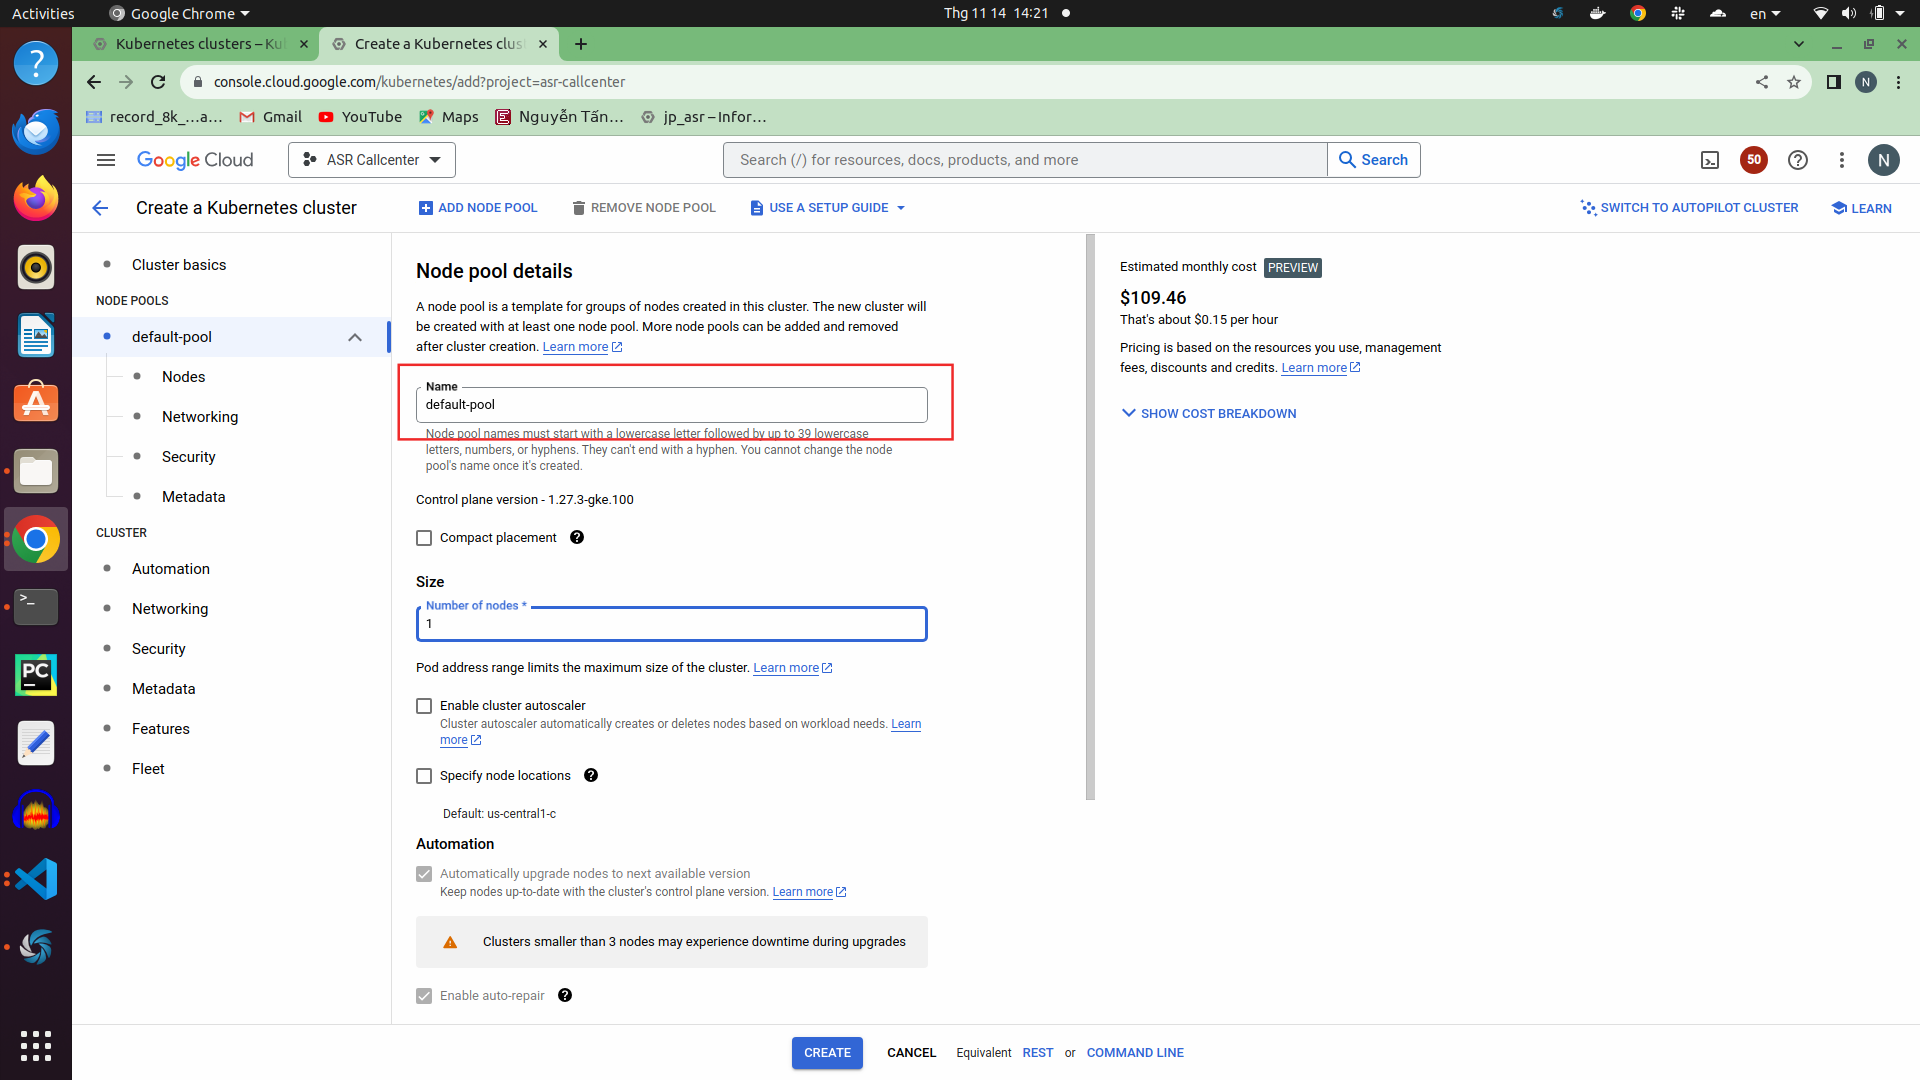 Activities
Google Chrome
Thg 11 14 14:21
en
Kubernetes clusters – Ku
Create a Kubernetes clus
console.cloud.google.com/kubernetes/add?project=asr-callcenter
N
record_8k_...a...
Gmail
YouTube
Maps
Nguyễn Tấn...
jp_asr – Infor...
Google Cloud
ASR Callcenter
Search (/) for resources, docs, products, and more
Search
50
N
Create a Kubernetes cluster
ADD NODE POOL
REMOVE NODE POOL
USE A SETUP GUIDE
SWITCH TO AUTOPILOT CLUSTER
LEARN
Cluster basics
NODE POOLS
default-pool
Nodes
Networking
Security
Metadata
CLUSTER
Automation
Networking
Security
Metadata
Features
Fleet
Node pool details
A node pool is a template for groups of nodes created in this cluster. The new cluster will
be created with at least one node pool. More node pools can be added and removed
after cluster creation. Learn more
Name
default-pool
Node pool names must start with a lowercase letter followed by up to 39 lowercase
letters, numbers, or hyphens. They can't end with a hyphen. You cannot change the node
pool's name once it's created.
Control plane version - 1.27.3-gke.100
Compact placement
Size
Number of nodes *
1
Pod address range limits the maximum size of the cluster. Learn more
Enable cluster autoscaler
Cluster autoscaler automatically creates or deletes nodes based on workload needs. Learn
more
Specify node locations
Default: us-central1-c
Automation
Automatically upgrade nodes to next available version
Keep nodes up-to-date with the cluster's control plane version. Learn more
Clusters smaller than 3 nodes may experience downtime during upgrades
Enable auto-repair
Estimated monthly cost PREVIEW
$109.46
That's about $0.15 per hour
Pricing is based on the resources you use, management
fees, discounts and credits. Learn more
SHOW COST BREAKDOWN
CREATE
CANCEL
Equivalent REST or COMMAND LINE
PC